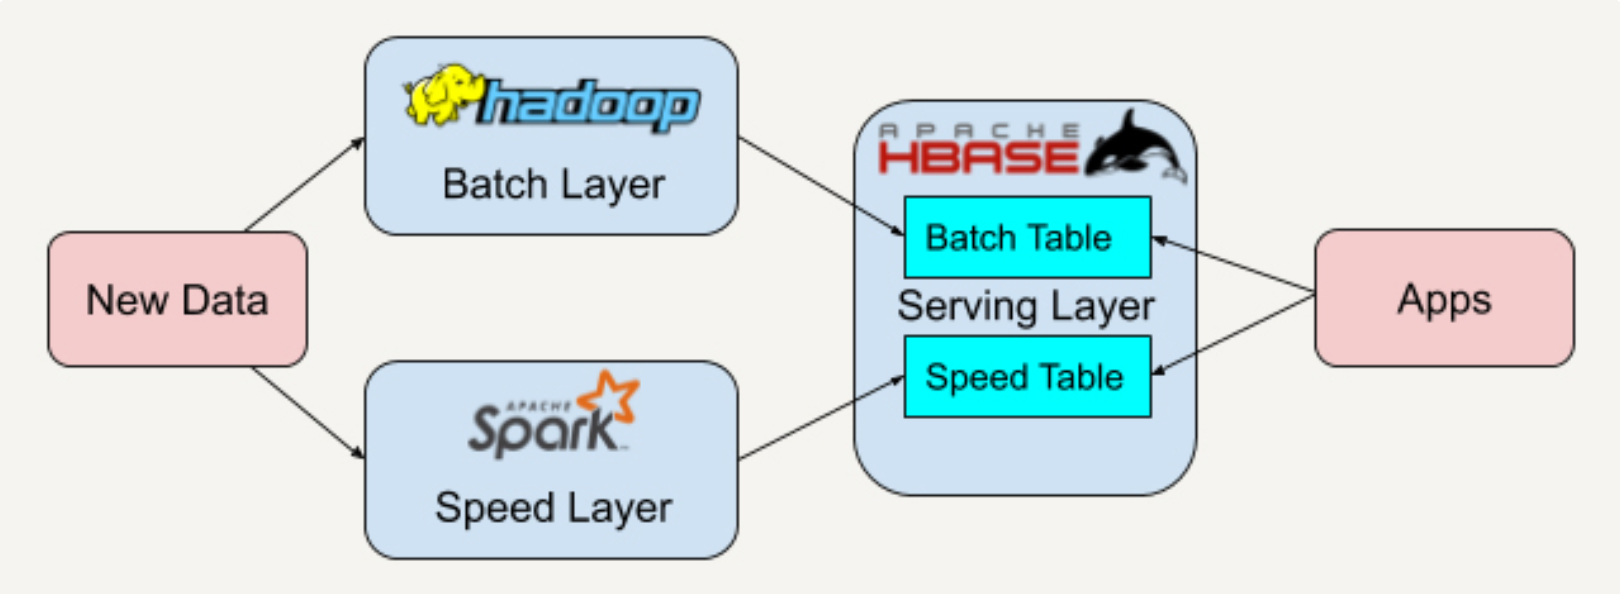 hadoop
Batch Layer
APACHE
HBASE
Batch Table
New Data
Serving Layer
Apps
Speed Table
APACHE
Spark
Speed Layer